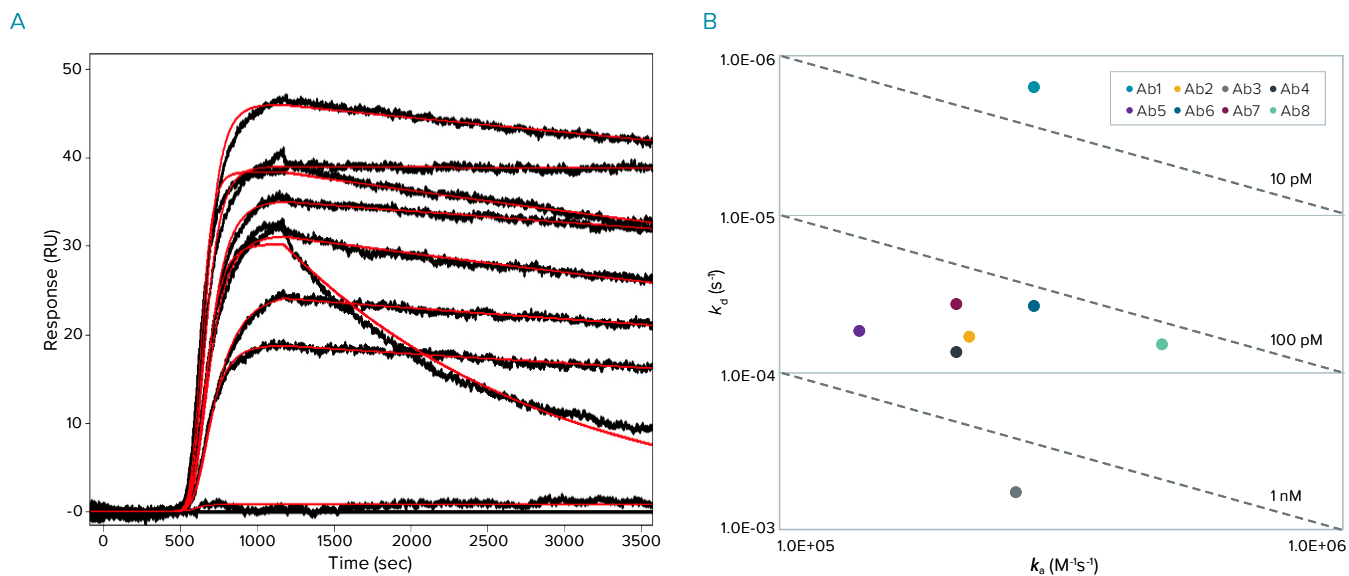 A
50
40
30
20
10
-0
Response (RU)
0 500 1000 1500 2000 2500 3000 3500
Time (sec)
B
1.0E-06
1.0E-05
1.0E-04
1.0E-03
kd (s-1)
Ab1 Ab2 Ab3 Ab4
Ab5 Ab6 Ab7 Ab8
10 pM
100 pM
1 nM
1.0E+05 1.0E+06
ka (M-1s-1)